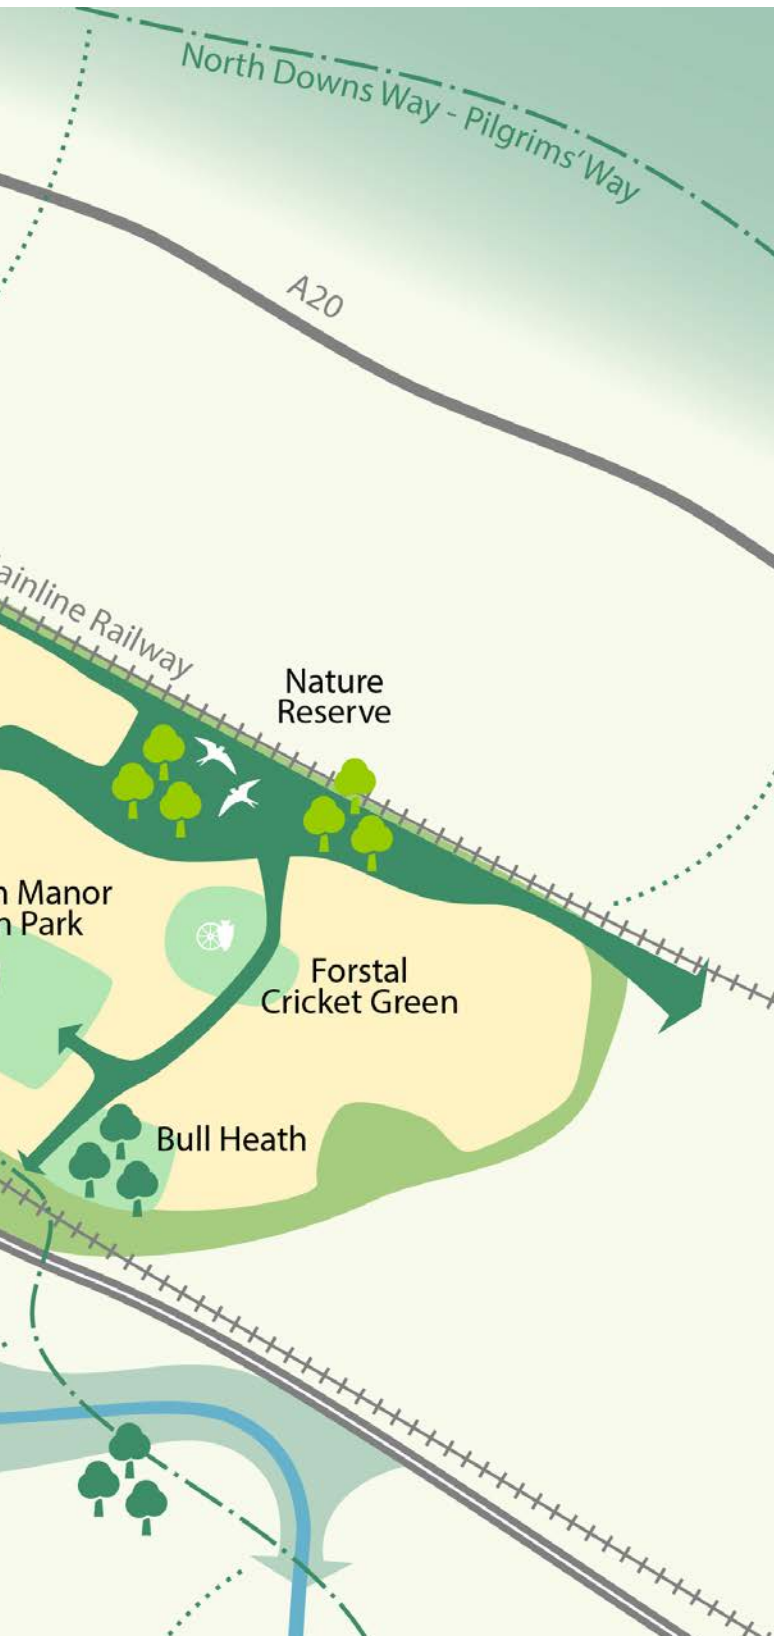 North Downs Way - Pilgrims' Way
A20
ainline Railway
Nature
Reserve
n Manor
n Park
Forstal
Cricket Green
Bull Heath